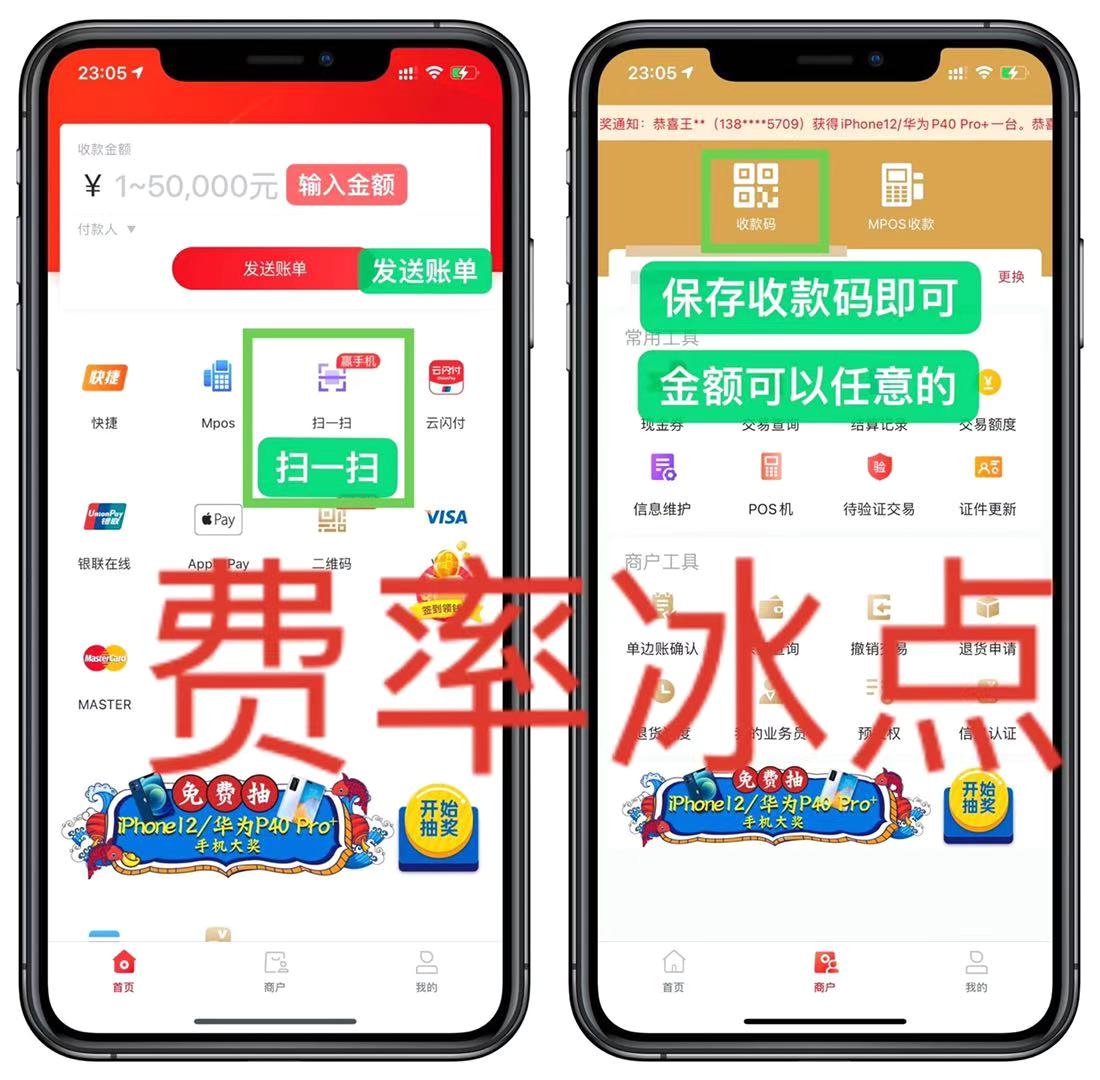 23:05
收款金额
¥ 1~50,000元 输入金额
付款人
发送账单 发送账单
赢手机
快捷
云闪付
UnionPay
快捷 Mpos 扫一扫 云闪付
扫一扫
UnionPay
银联
Pay
VISA
银联在线 Apple Pay 二维码
签到领钱
MasterCard
MASTER
免费抽
iPhone12/华为P40 Pro+
手机大奖
开始
抽奖
首页 商户 我的
23:05
奖通知:恭喜王**(138****5709)获得iPhone12/华为P40 Pro+一台。恭喜
收款码 MPOS收款
更换
保存收款码即可
常用工具
金额可以任意的
¥
现金券 交易查询 结算记录 交易额度
验
信息维护 POS机 待验证交易 证件更新
商户工具
单边账确认 查询 撤销交易 退货申请
退货进度 我的业务员 预授权 信用认证
免费抽
iPhone12/华为P40 Pro+
手机大奖
开始
抽奖
首页 商户 我的
费率冰点